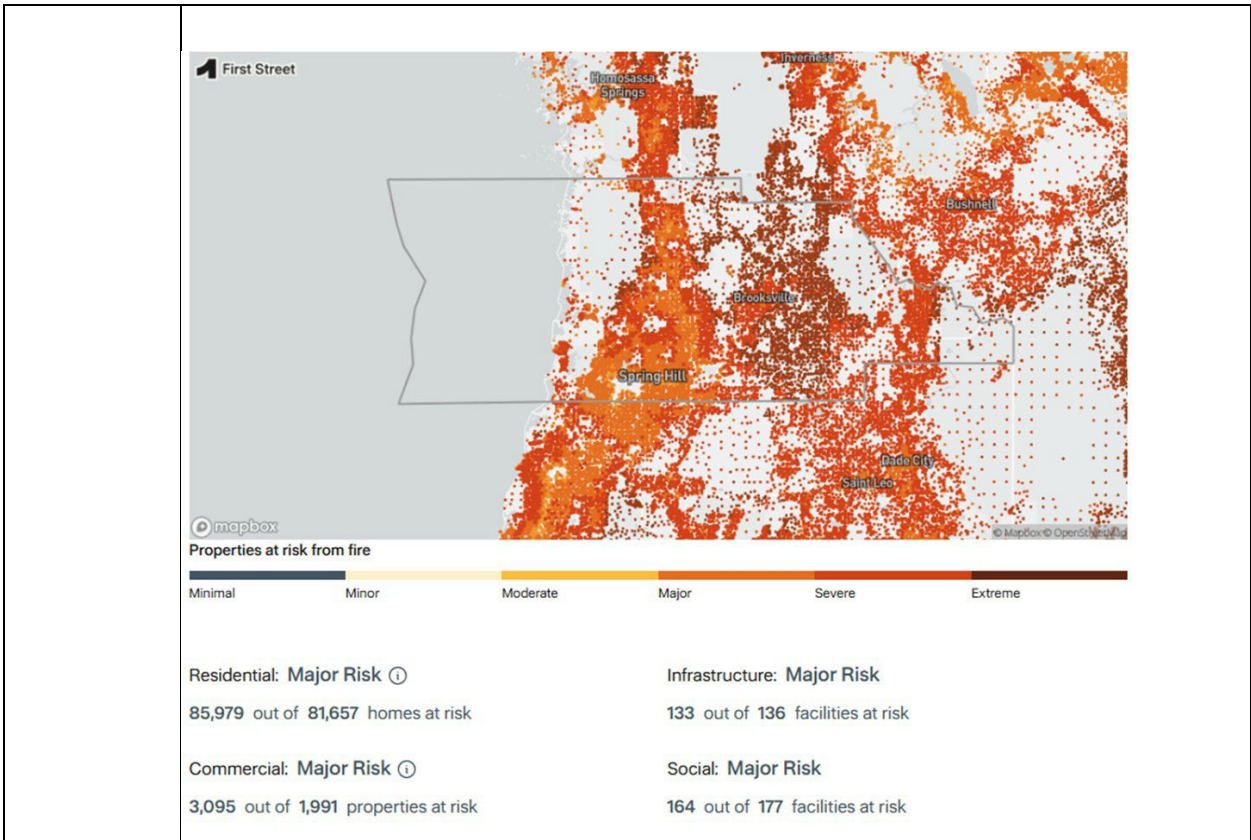 First Street
Inverness
Homosassa
Springs
Bushnell
Brooksville
Spring Hill
Dade City
Saint Leo
mapbox
© Mapbox © OpenStreetMap
Properties at risk from fire
Minimal Minor Moderate Major Severe Extreme
Residential: Major Risk Infrastructure: Major Risk
85,979 out of 81,657 homes at risk 133 out of 136 facilities at risk
Commercial: Major Risk Social: Major Risk
3,095 out of 1,991 properties at risk 164 out of 177 facilities at risk